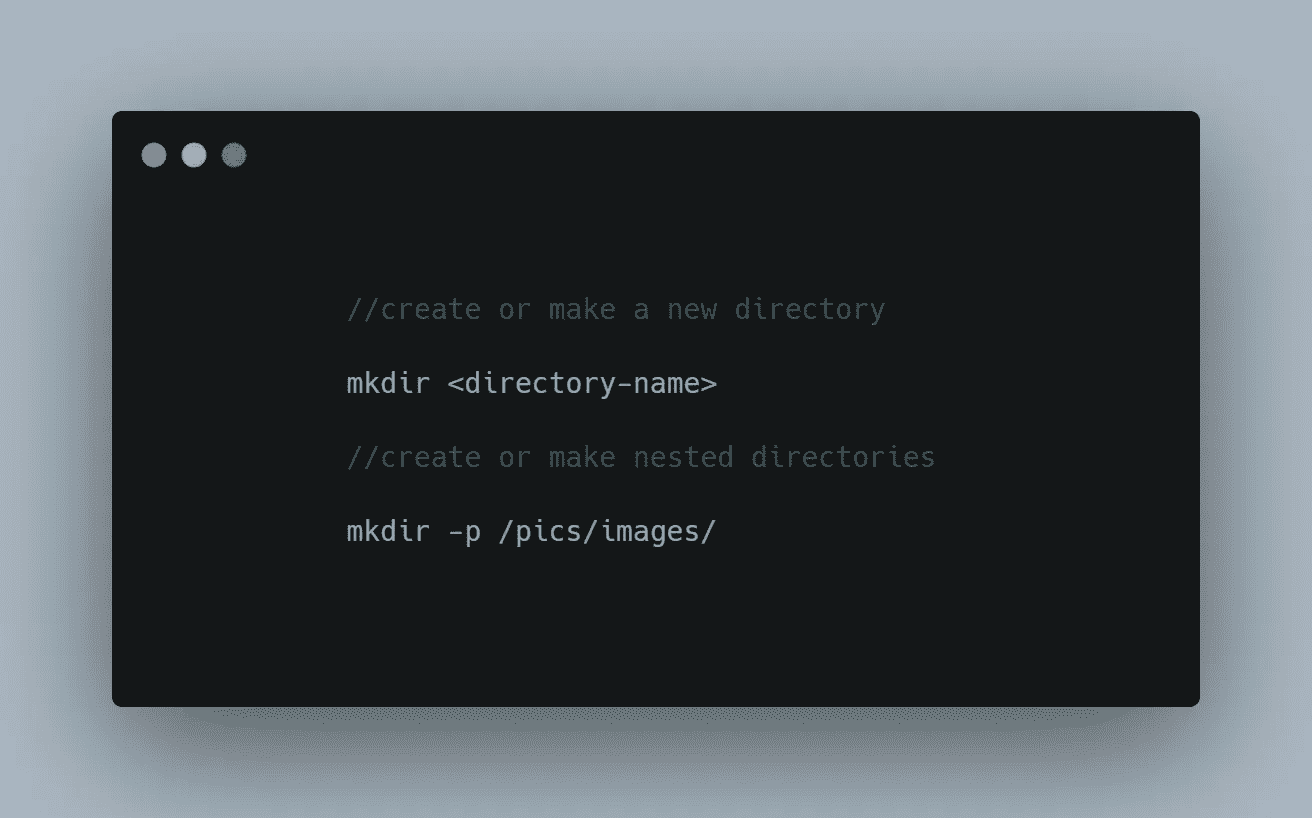 //create or make a new directory
mkdir <directory-name>
//create or make nested directories
mkdir -p /pics/images/